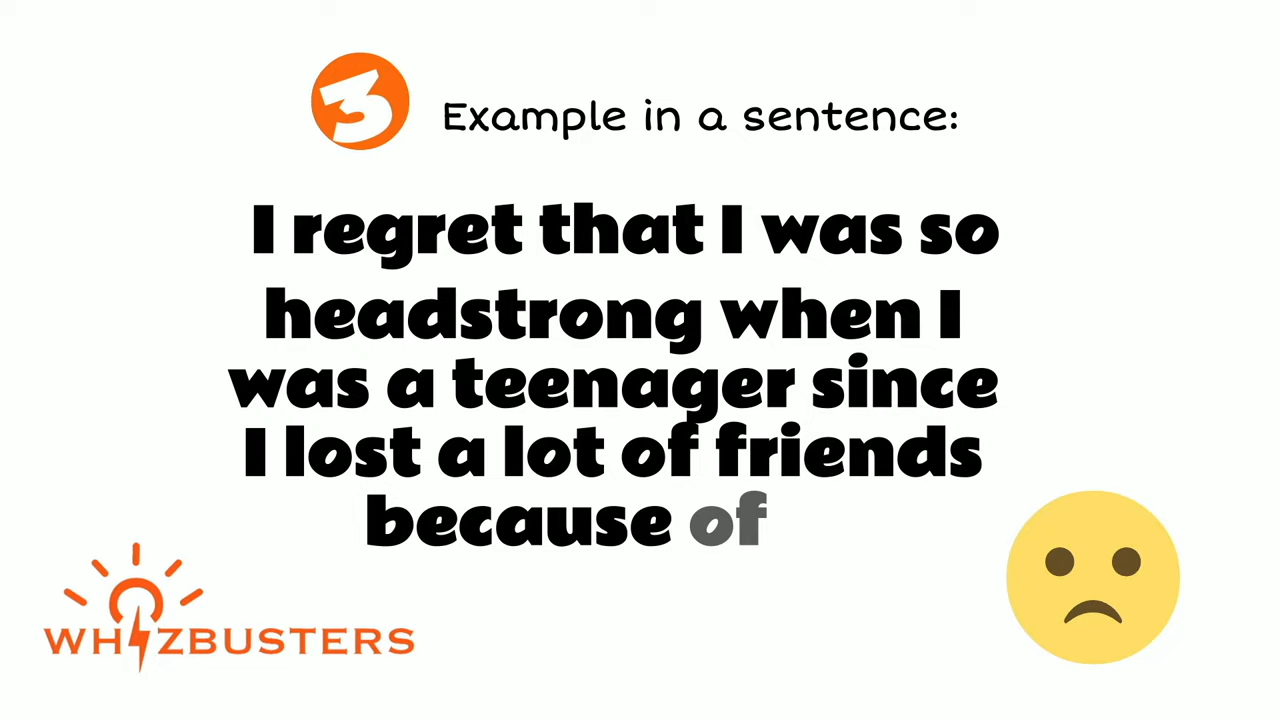 3 Example in a sentence:
I regret that I was so
headstrong when I
was a teenager since
I lost a lot of friends
because of
WHIZBUSTERS